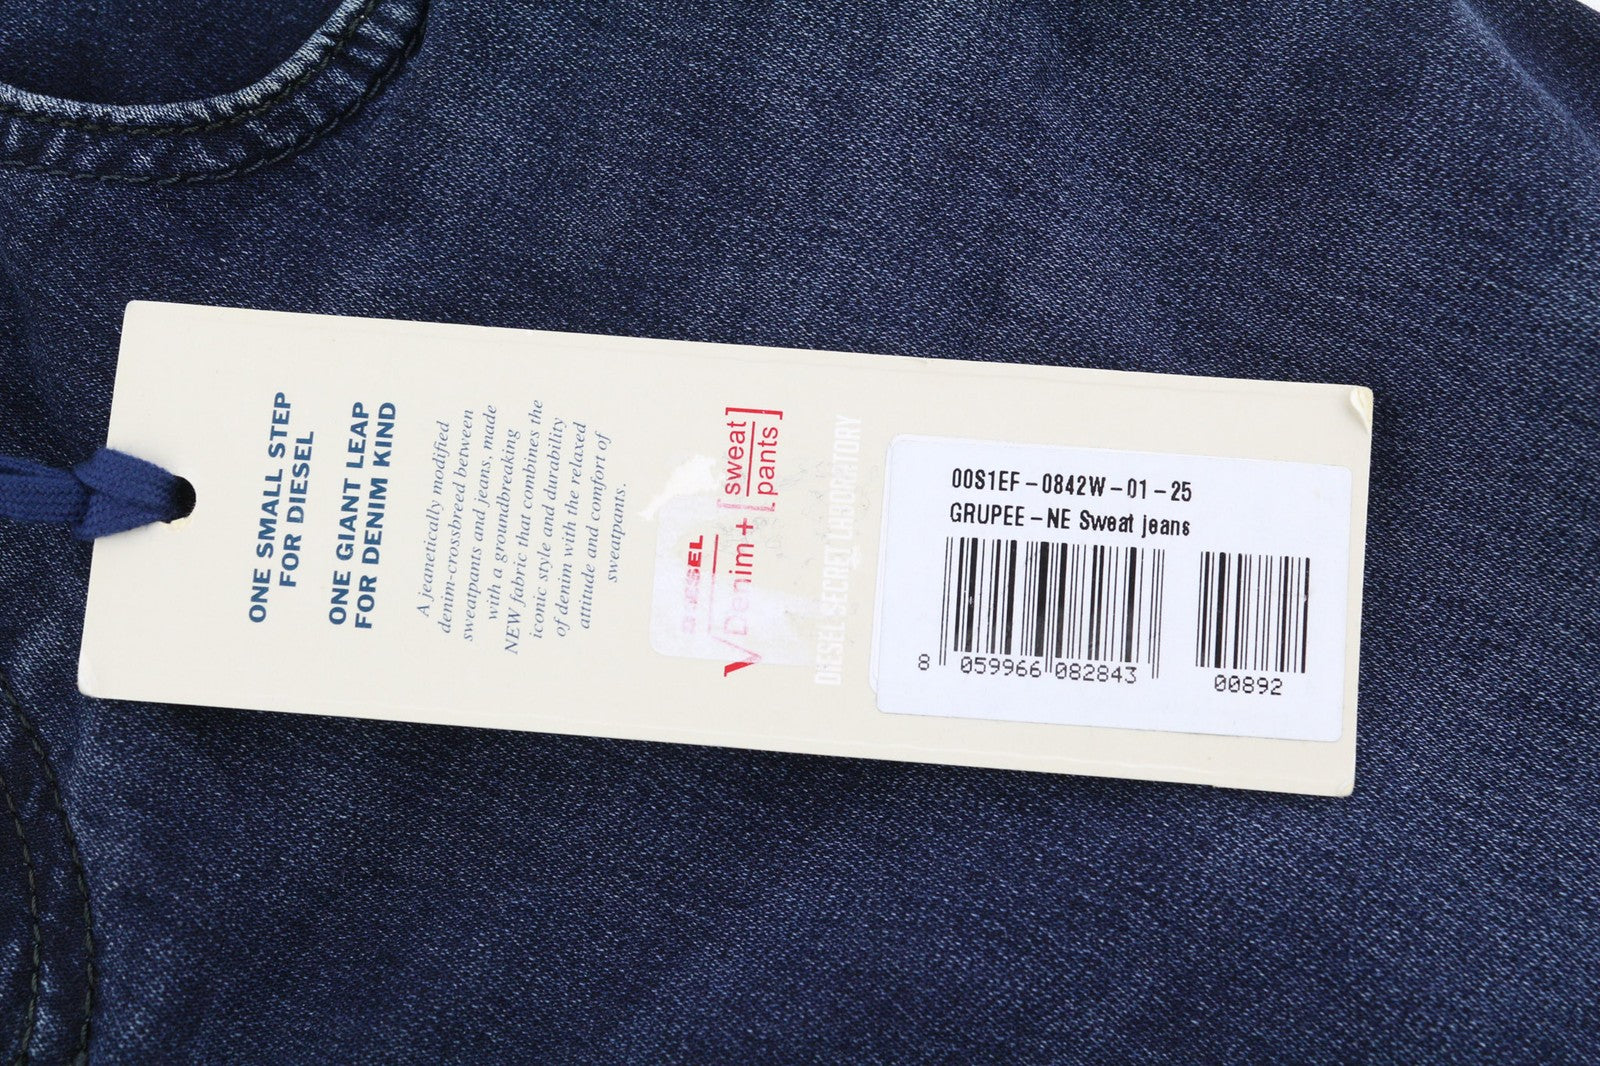 ONE SMALL STEP
FOR DIESEL
ONE GIANT LEAP
FOR DENIM KIND
A jeanetically modified
denim-crossbreed between
sweatpants and jeans, made
with a groundbreaking
NEW fabric that combines the
iconic style and durability
of denim with the relaxed
attitude and comfort of
sweatpants.
DIESEL
Denim+[sweat
pants]
DIESEL SECRET LABORATORY
00S1EF-0842W-01-25
GRUPEE-NE Sweat jeans
8 059966 082843
00892